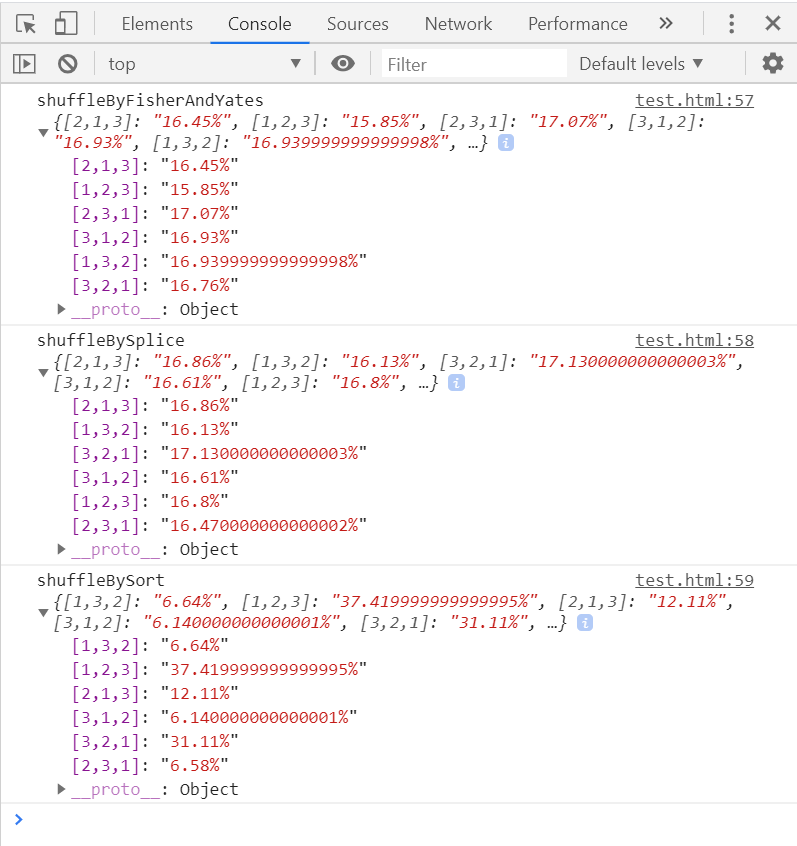 Elements Console Sources Network Performance
top Filter Default levels ▼
shuffleByFisherAndYates test.html:57
{[2,1,3]: "16.45%", [1,2,3]: "15.85%", [2,3,1]: "17.07%", [3,1,2]:
"16.93%", [1,3,2]: "16.939999999999998%", …} i
[2,1,3]: "16.45%"
[1,2,3]: "15.85%"
[2,3,1]: "17.07%"
[3,1,2]: "16.93%"
[1,3,2]: "16.939999999999998%"
[3,2,1]: "16.76%"
__proto__: Object
shuffleBySplice test.html:58
{[2,1,3]: "16.86%", [1,3,2]: "16.13%", [3,2,1]: "17.130000000000003%",
[3,1,2]: "16.61%", [1,2,3]: "16.8%", …} i
[2,1,3]: "16.86%"
[1,3,2]: "16.13%"
[3,2,1]: "17.130000000000003%"
[3,1,2]: "16.61%"
[1,2,3]: "16.8%"
[2,3,1]: "16.470000000000002%"
__proto__: Object
shuffleBySort test.html:59
{[1,3,2]: "6.64%", [1,2,3]: "37.419999999999995%", [2,1,3]: "12.11%",
[3,1,2]: "6.140000000000001%", [3,2,1]: "31.11%", …} i
[1,3,2]: "6.64%"
[1,2,3]: "37.419999999999995%"
[2,1,3]: "12.11%"
[3,1,2]: "6.140000000000001%"
[3,2,1]: "31.11%"
[2,3,1]: "6.58%"
__proto__: Object